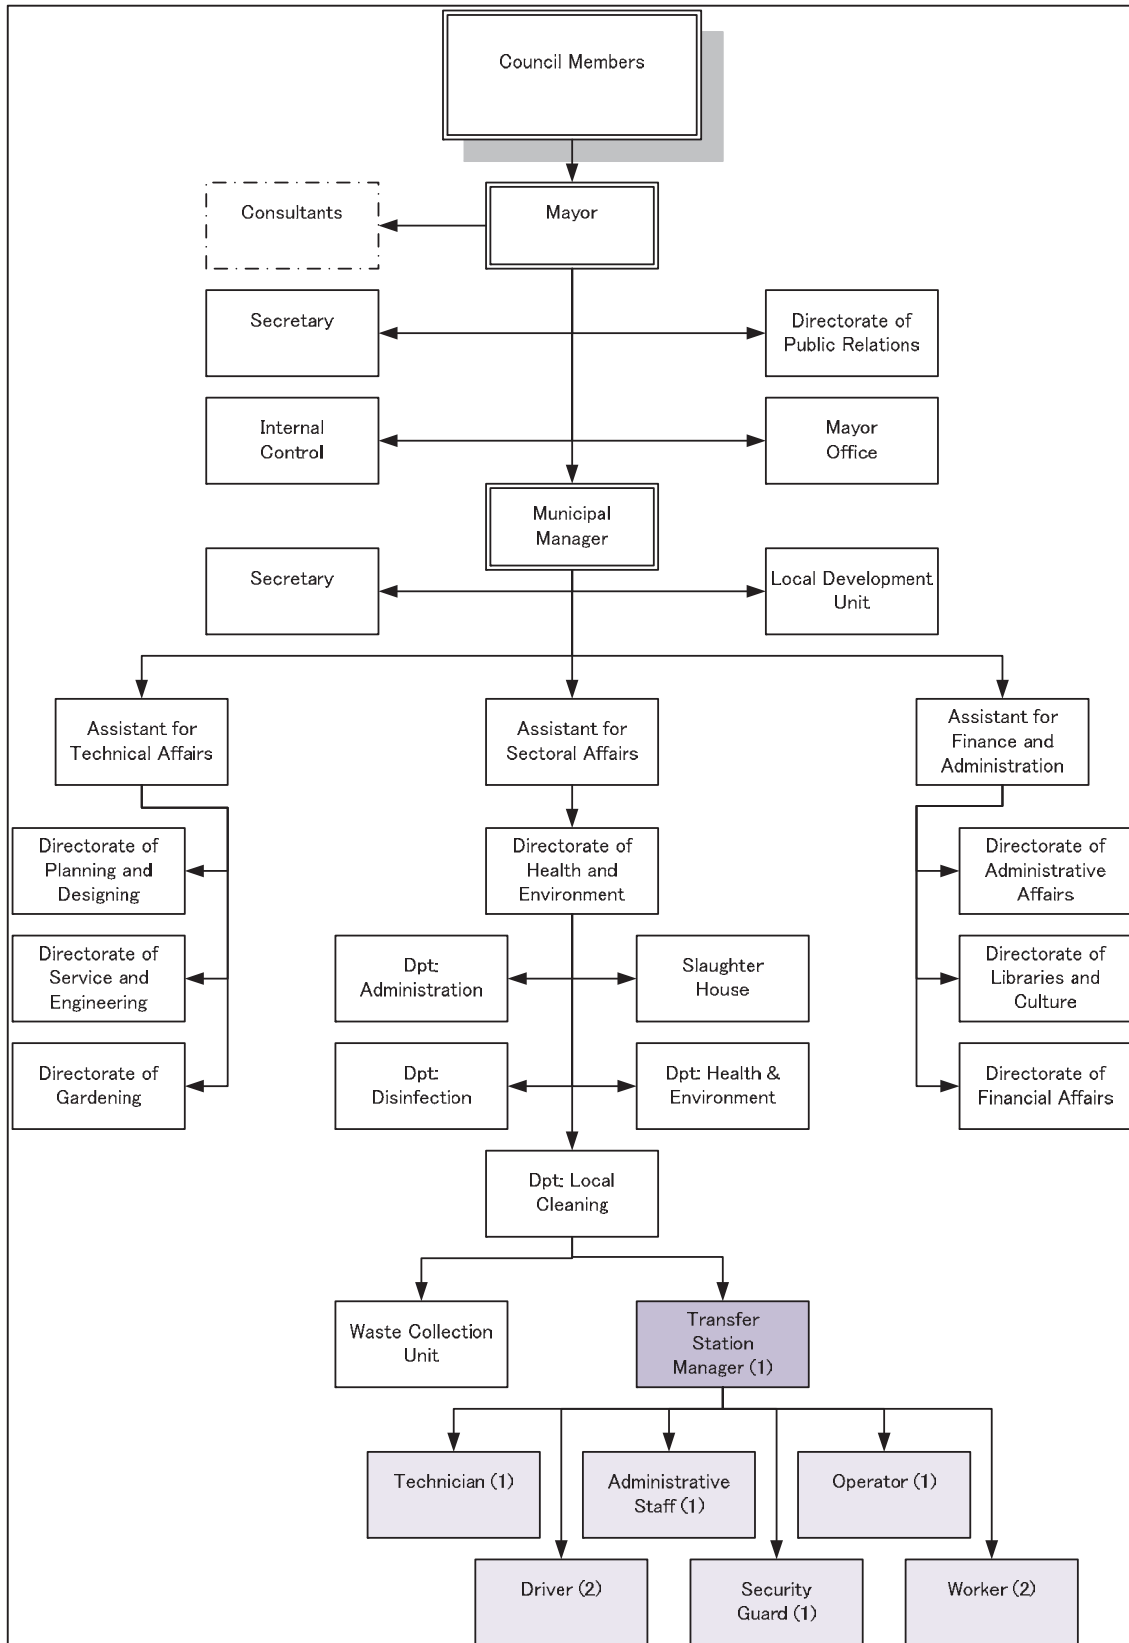 Council Members
Consultants
Mayor
Secretary
Directorate of
Public Relations
Internal
Control
Mayor
Office
Municipal
Manager
Secretary
Local Development
Unit
Assistant for
Technical Affairs
Assistant for
Sectoral Affairs
Assistant for
Finance and
Administration
Directorate of
Planning and
Designing
Directorate of
Health and
Environment
Directorate of
Administrative
Affairs
Directorate of
Service and
Engineering
Dpt:
Administration
Slaughter
House
Directorate of
Libraries and
Culture
Directorate of
Gardening
Dpt:
Disinfection
Dpt: Health &
Environment
Directorate of
Financial Affairs
Dpt: Local
Cleaning
Waste Collection
Unit
Transfer
Station
Manager (1)
Technician (1)
Administrative
Staff (1)
Operator (1)
Driver (2)
Security
Guard (1)
Worker (2)